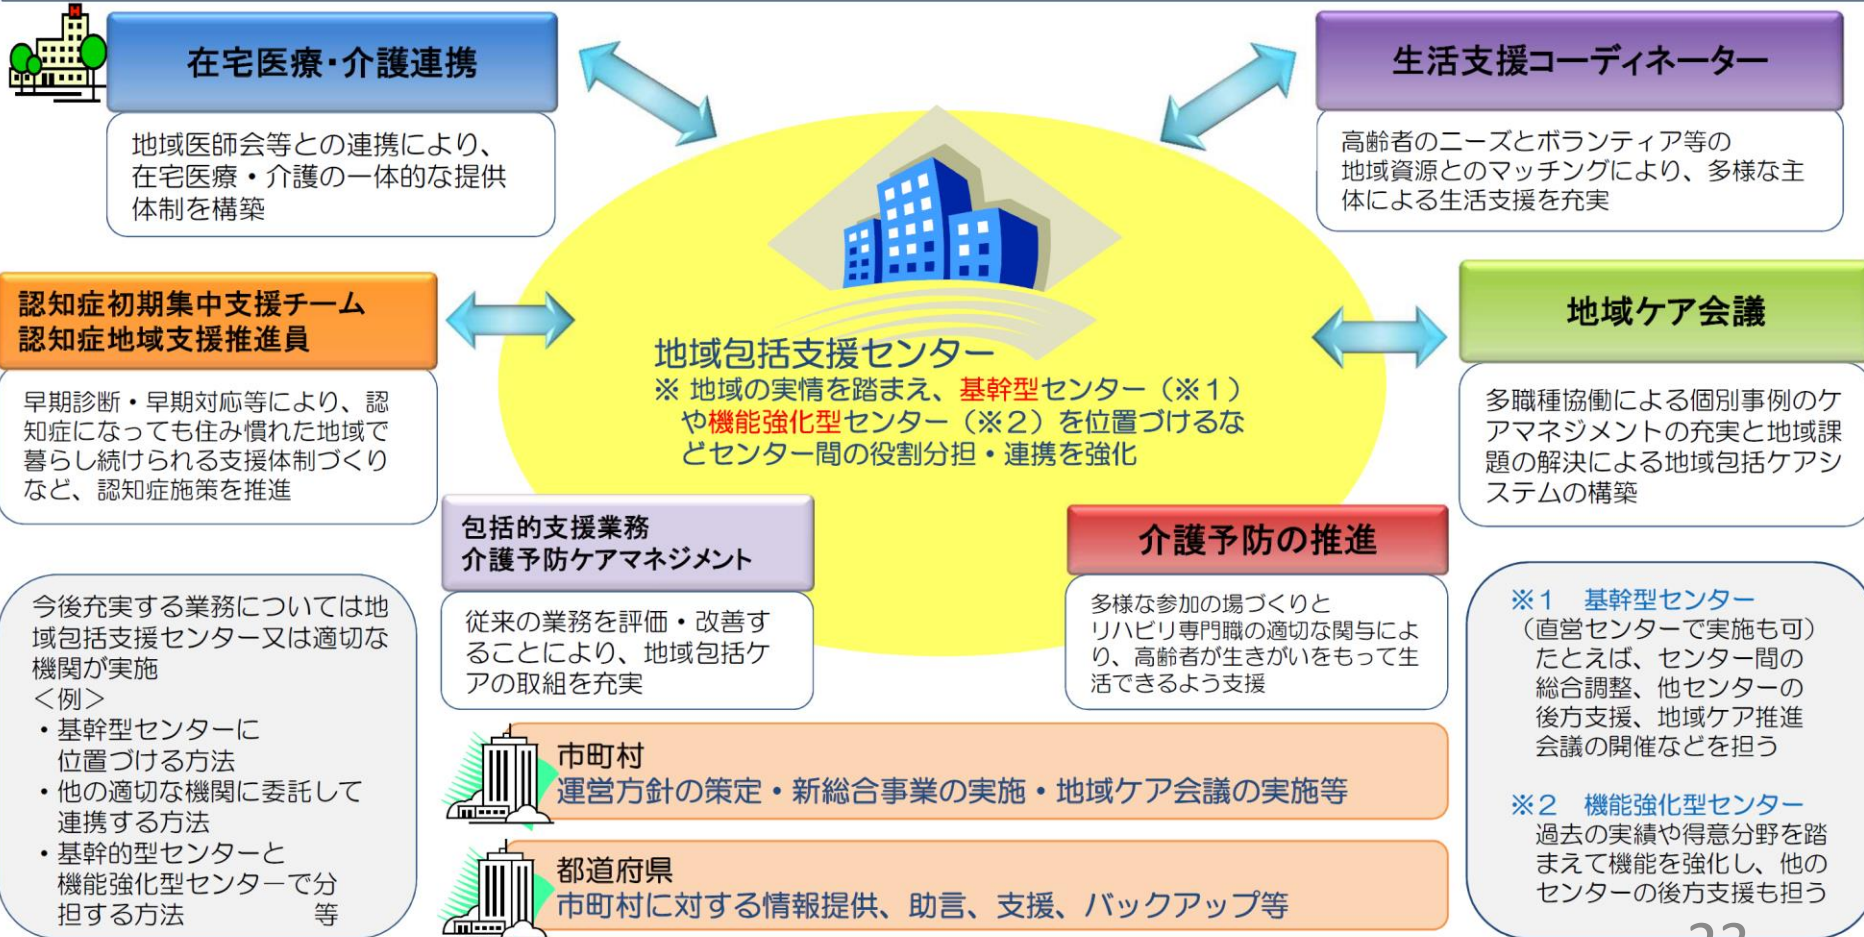 H
在宅医療・介護連携
地域医師会等との連携により、
在宅医療・介護の一体的な提供
体制を構築
生活支援コーディネーター
高齢者のニーズとボランティア等の
地域資源とのマッチングにより、多様な主
体による生活支援を充実
認知症初期集中支援チーム
認知症地域支援推進員
早期診断・早期対応等により、認
知症になっても住み慣れた地域で
暮らし続けられる支援体制づくり
など、認知症施策を推進
地域包括支援センター
※ 地域の実情を踏まえ、基幹型センター（※１）
や機能強化型センター（※２）を位置づけるな
どセンター間の役割分担・連携を強化
地域ケア会議
多職種協働による個別事例のケ
アマネジメントの充実と地域課
題の解決による地域包括ケアシ
ステムの構築
包括的支援業務
介護予防ケアマネジメント
従来の業務を評価・改善す
ることにより、地域包括ケ
アの取組を充実
介護予防の推進
多様な参加の場づくりと
リハビリ専門職の適切な関与によ
り、高齢者が生きがいをもって生
活できるよう支援
今後充実する業務については地
域包括支援センター又は適切な
機関が実施
＜例＞
・基幹型センターに
位置づける方法
・他の適切な機関に委託して
連携する方法
・基幹的型センターと
機能強化型センターで分
担する方法　　　　等
市町村
運営方針の策定・新総合事業の実施・地域ケア会議の実施等
都道府県
市町村に対する情報提供、助言、支援、バックアップ等
※１　基幹型センター
（直営センターで実施も可）
たとえば、センター間の
総合調整、他センターの
後方支援、地域ケア推進
会議の開催などを担う
※２　機能強化型センター
過去の実績や得意分野を踏
まえて機能を強化し、他の
センターの後方支援も担う